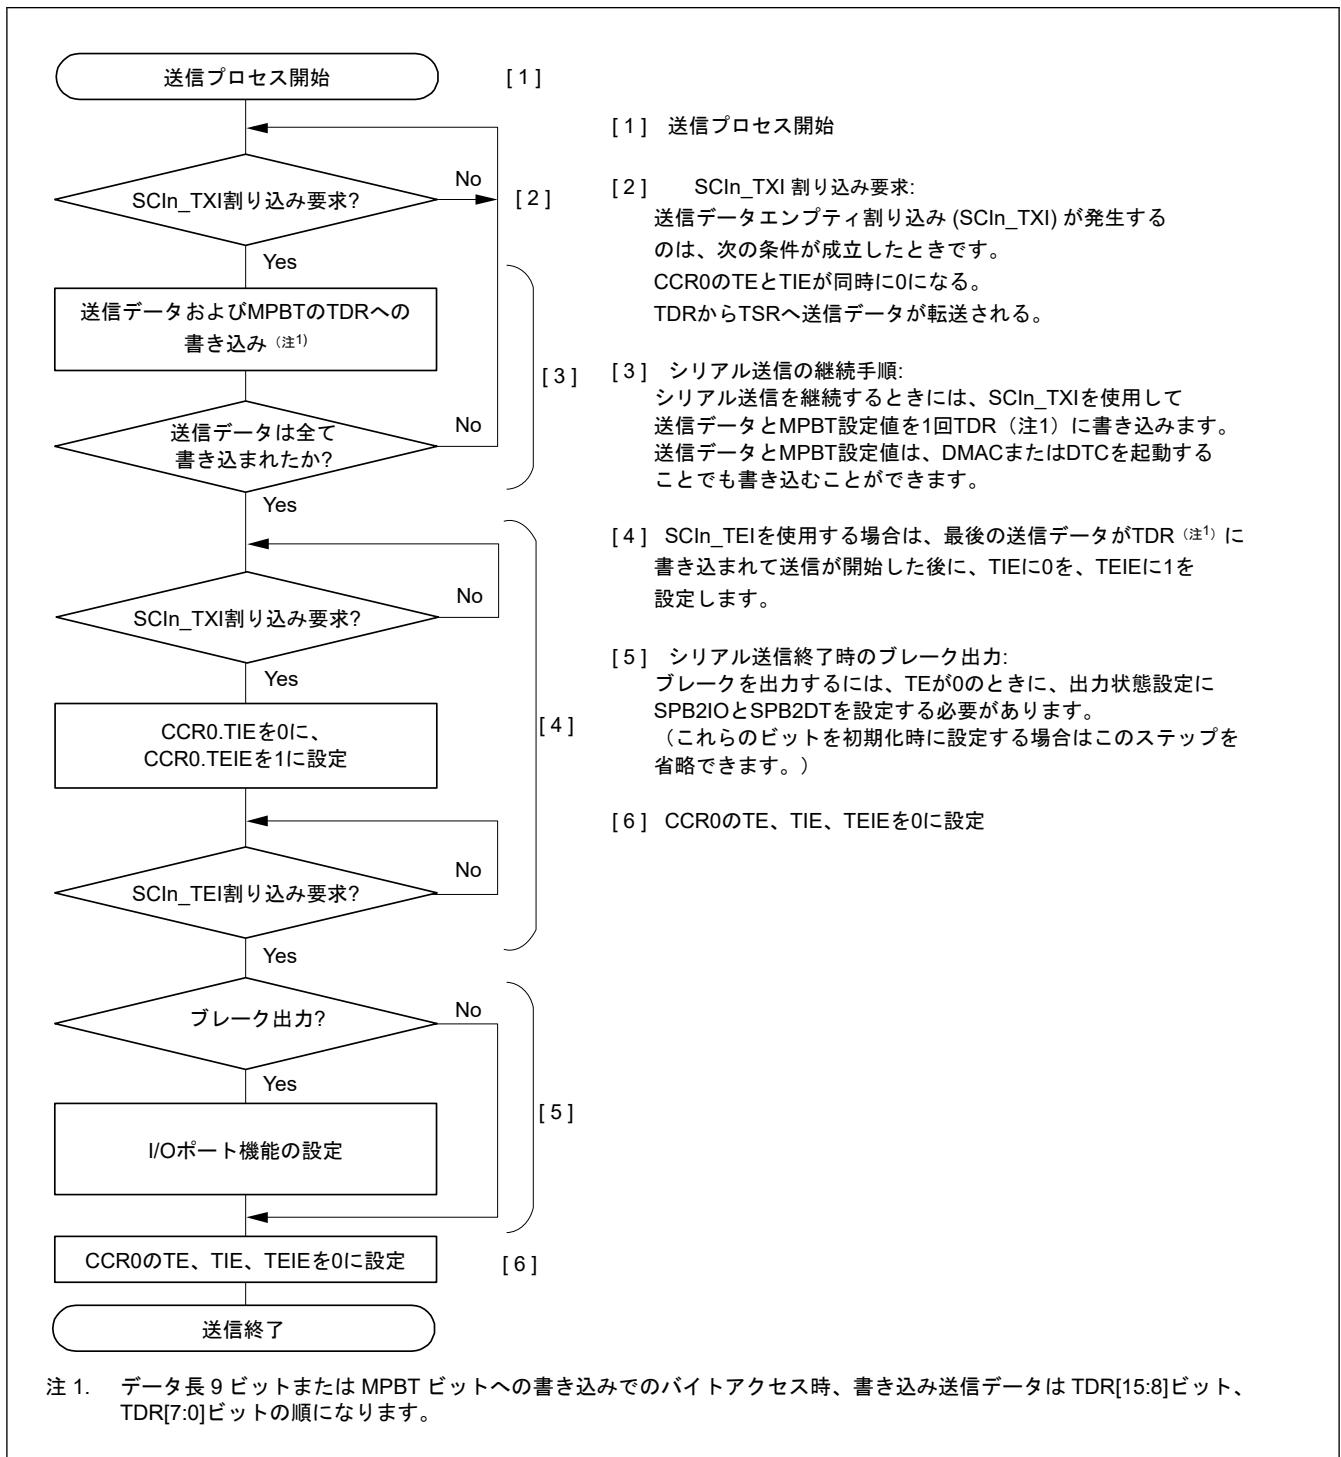 送信プロセス開始
[ 1 ]
SCIn_TXI割り込み要求?
No
[ 2 ]
Yes
送信データおよびMPBTのTDRへの
書き込み（注1)
[ 3 ]
送信データは全て
書き込まれたか?
No
Yes
SCIn_TXI割り込み要求?
No
Yes
CCR0.TIEを0に、
CCR0.TEIEを1に設定
[ 4 ]
SCIn_TEI割り込み要求?
No
Yes
ブレーク出力?
No
Yes
I/Oポート機能の設定
[ 5 ]
CCR0のTE、TIE、TEIEを0に設定
[ 6 ]
送信終了
[ 1 ] 送信プロセス開始
[ 2 ] SCIn_TXI 割り込み要求:
送信データエンプティ割り込み (SCIn_TXI) が発生する
のは、次の条件が成立したときです。
CCR0のTEとTIEが同時に0になる。
TDRからTSRへ送信データが転送される。
[ 3 ] シリアル送信の継続手順:
シリアル送信を継続するときには、SCIn_TXIを使用して
送信データとMPBT設定値を1回TDR（注1）に書き込みます。
送信データとMPBT設定値は、DMACまたはDTCを起動する
ことでも書き込むことができます。
[ 4 ] SCIn_TEIを使用する場合は、最後の送信データがTDR（注1）に
書き込まれて送信が開始した後に、TIEに0を、TEIEに1を
設定します。
[ 5 ] シリアル送信終了時のブレーク出力:
ブレークを出力するには、TEが0のときに、出力状態設定に
SPB2IOとSPB2DTを設定する必要があります。
（これらのビットを初期化時に設定する場合はこのステップを
省略できます。）
[ 6 ] CCR0のTE、TIE、TEIEを0に設定
注 1. データ長 9 ビットまたは MPBT ビットへの書き込みでのバイトアクセス時、書き込み送信データは TDR[15:8]ビット、
TDR[7:0]ビットの順になります。